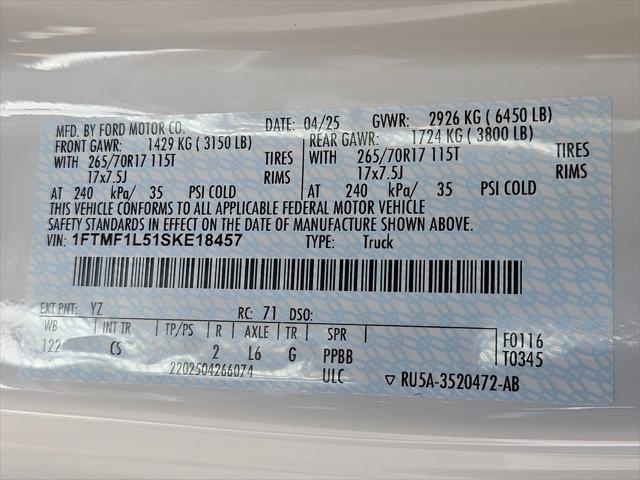 MFD. BY FORD MOTOR CO. DATE: 04/25 GVWR: 2926 KG ( 6450 LB)
FRONT GAWR: 1429 KG ( 3150 LB) REAR GAWR: 1724 KG ( 3800 LB)
WITH 265/70R17 115T TIRES WITH 265/70R17 115T TIRES
17x7.5J RIMS 17x7.5J RIMS
AT 240 kPa/ 35 PSI COLD AT 240 kPa/ 35 PSI COLD
THIS VEHICLE CONFORMS TO ALL APPLICABLE FEDERAL MOTOR VEHICLE
SAFETY STANDARDS IN EFFECT ON THE DATE OF MANUFACTURE SHOWN ABOVE.
VIN: 1FTMF1L51SKE18457 TYPE: Truck
EXT PNT: YZ RC: 71 DSO:
WB INT TR TP/PS R AXLE TR SPR F0116
122 CS 2 L6 G PPBB T0345
2202504266074 ULC ▽ RU5A-3520472-AB